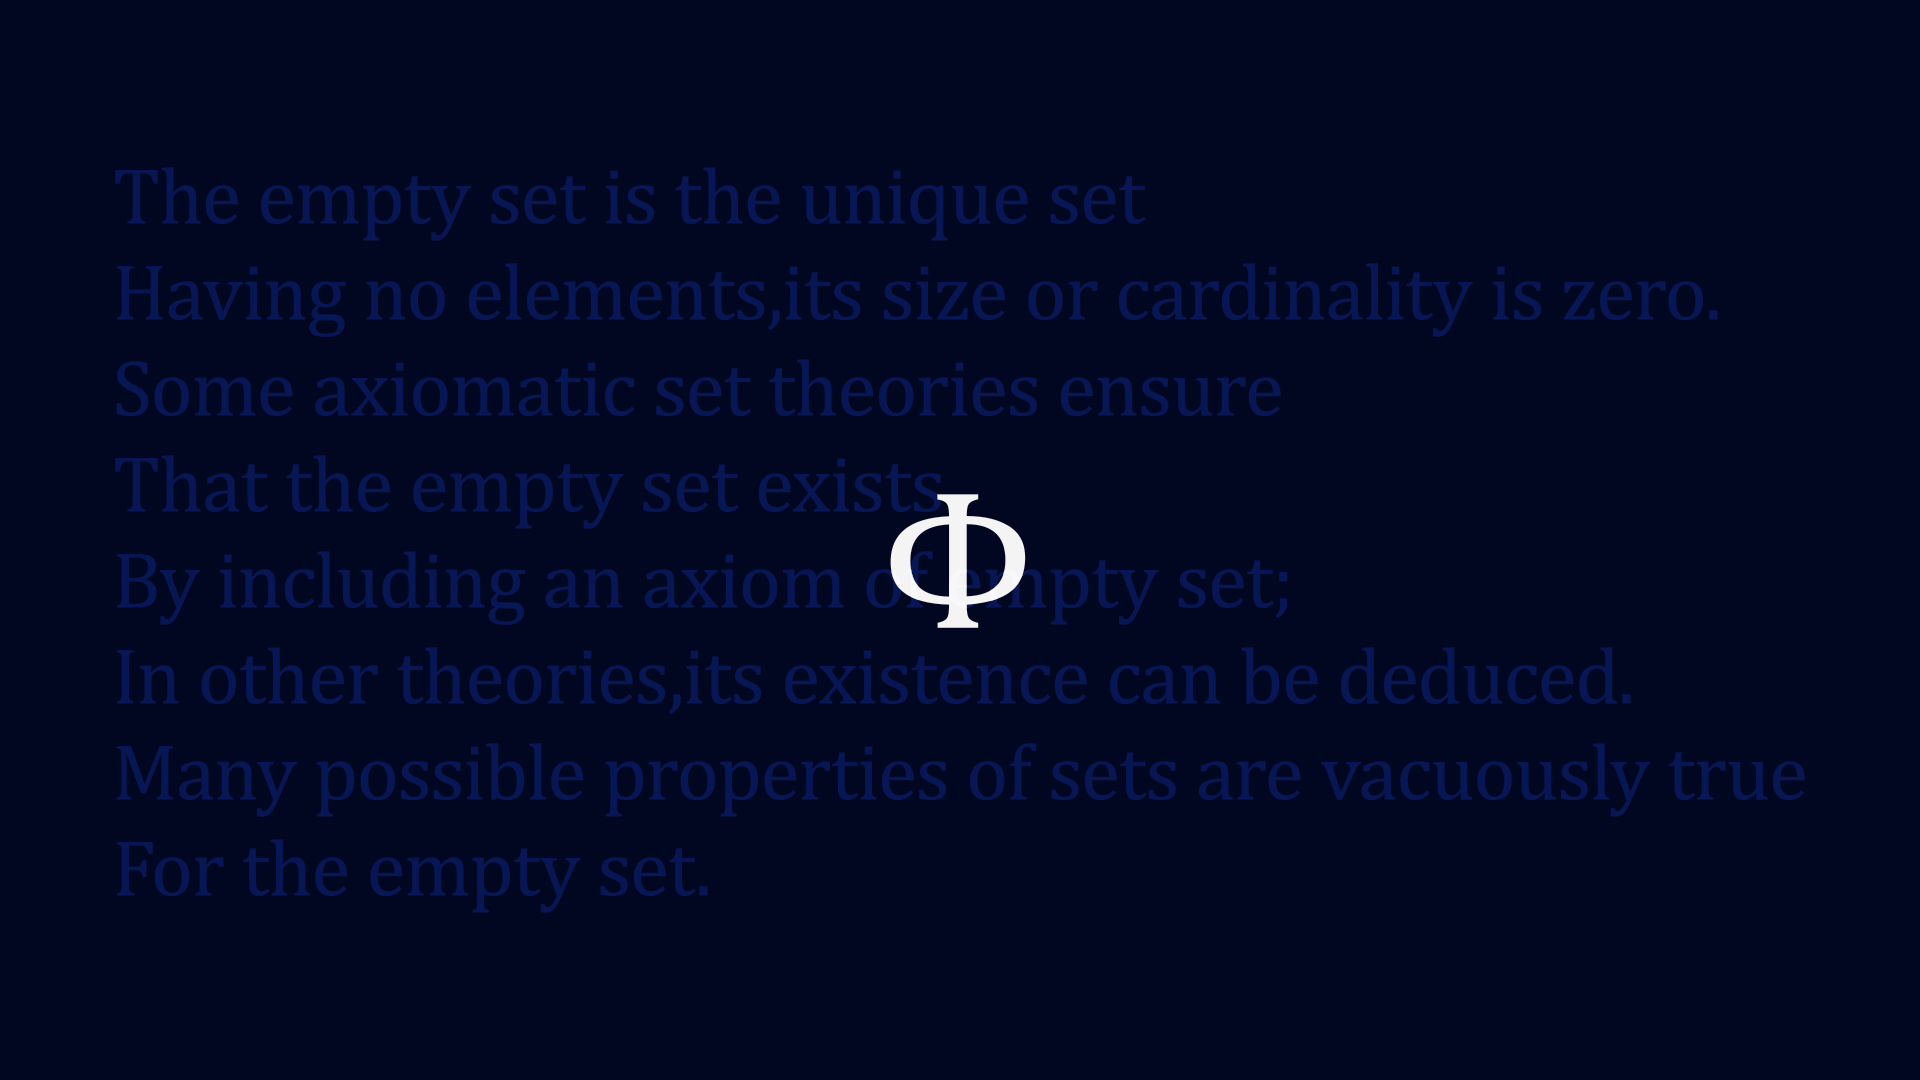 The empty set is the unique set
Having no elements,its size or cardinality is zero.
Some axiomatic set theories ensure
That the empty set exists
Φ
By including an axiom of empty set;
In other theories,its existence can be deduced.
Many possible properties of sets are vacuously true
For the empty set.